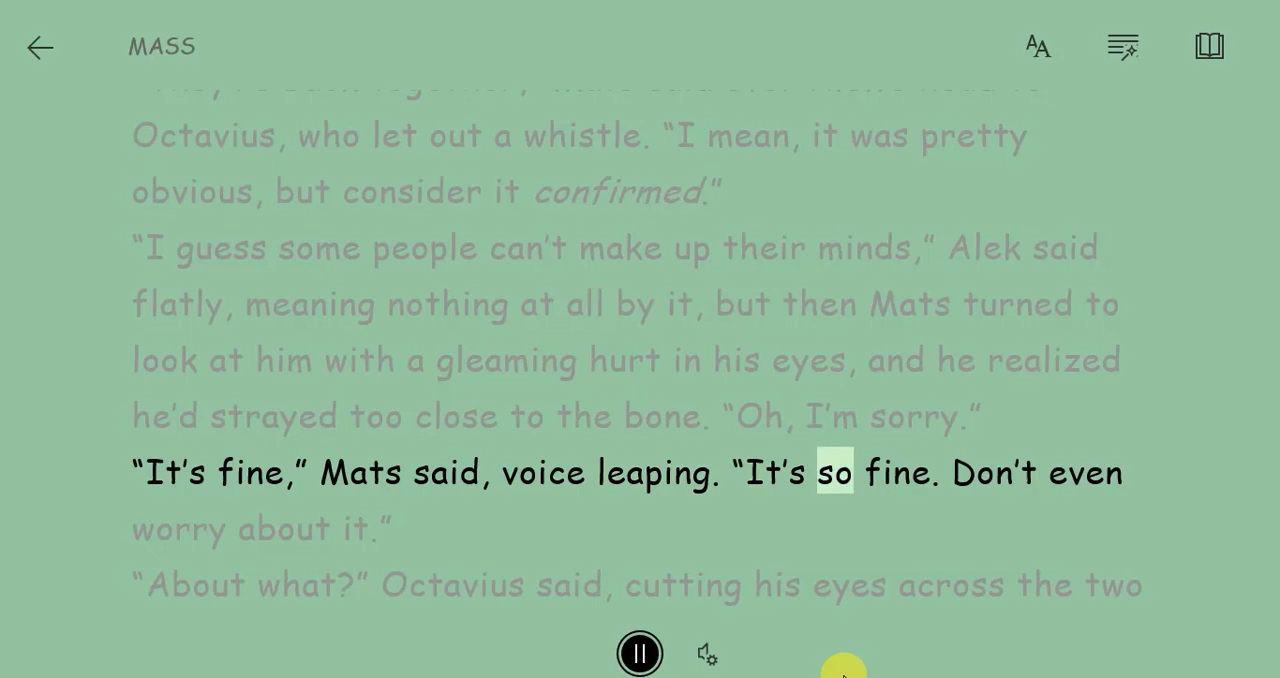 MASS
Octavius, who let out a whistle. “I mean, it was pretty
obvious, but consider it confirmed.”
“I guess some people can’t make up their minds,” Alek said
flatly, meaning nothing at all by it, but then Mats turned to
look at him with a gleaming hurt in his eyes, and he realized
he’d strayed too close to the bone. “Oh, I’m sorry.”
“It’s fine,” Mats said, voice leaping. “It’s so fine. Don’t even
worry about it.”
“About what?” Octavius said, cutting his eyes across the two